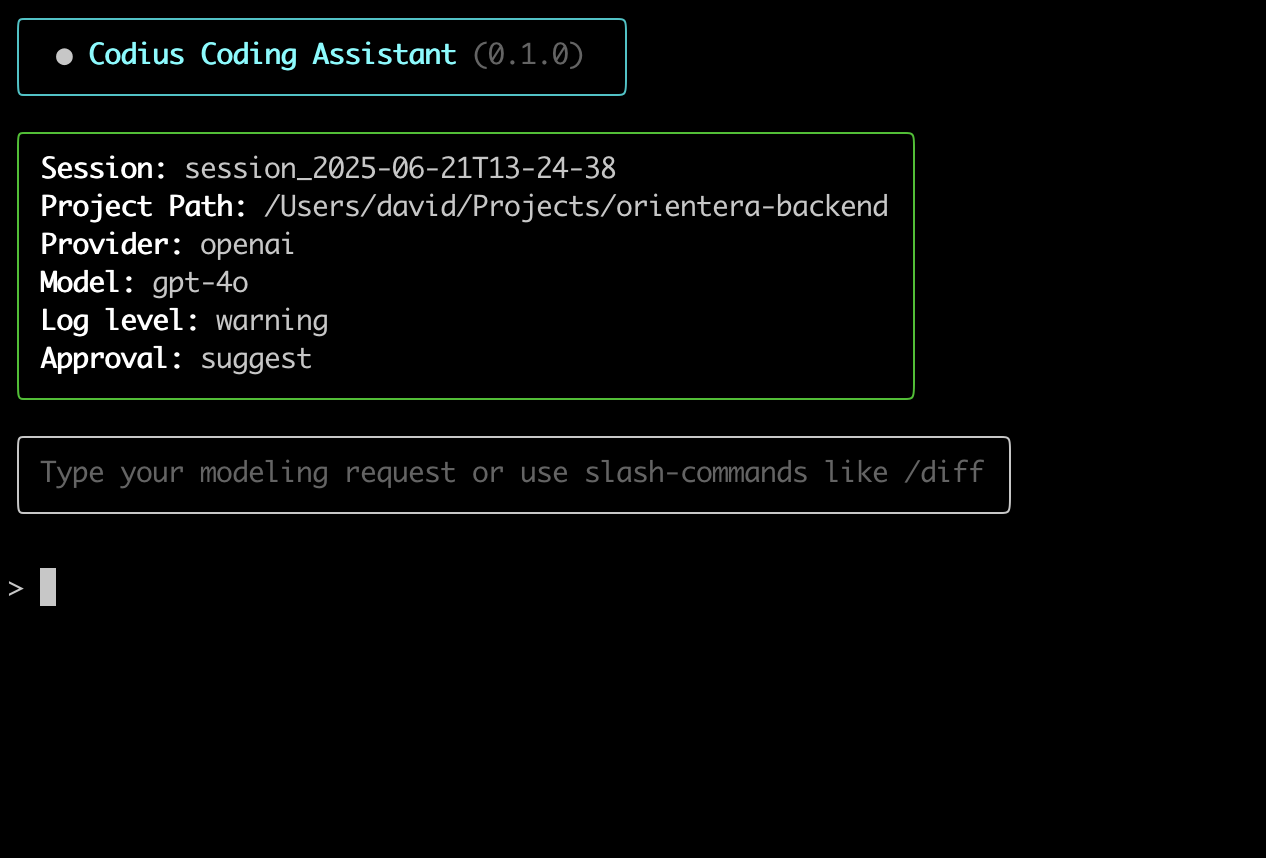 ● Codius Coding Assistant (0.1.0)
Session: session_2025-06-21T13-24-38
Project Path: /Users/david/Projects/orientera-backend
Provider: openai
Model: gpt-4o
Log level: warning
Approval: suggest
Type your modeling request or use slash-commands like /diff
>